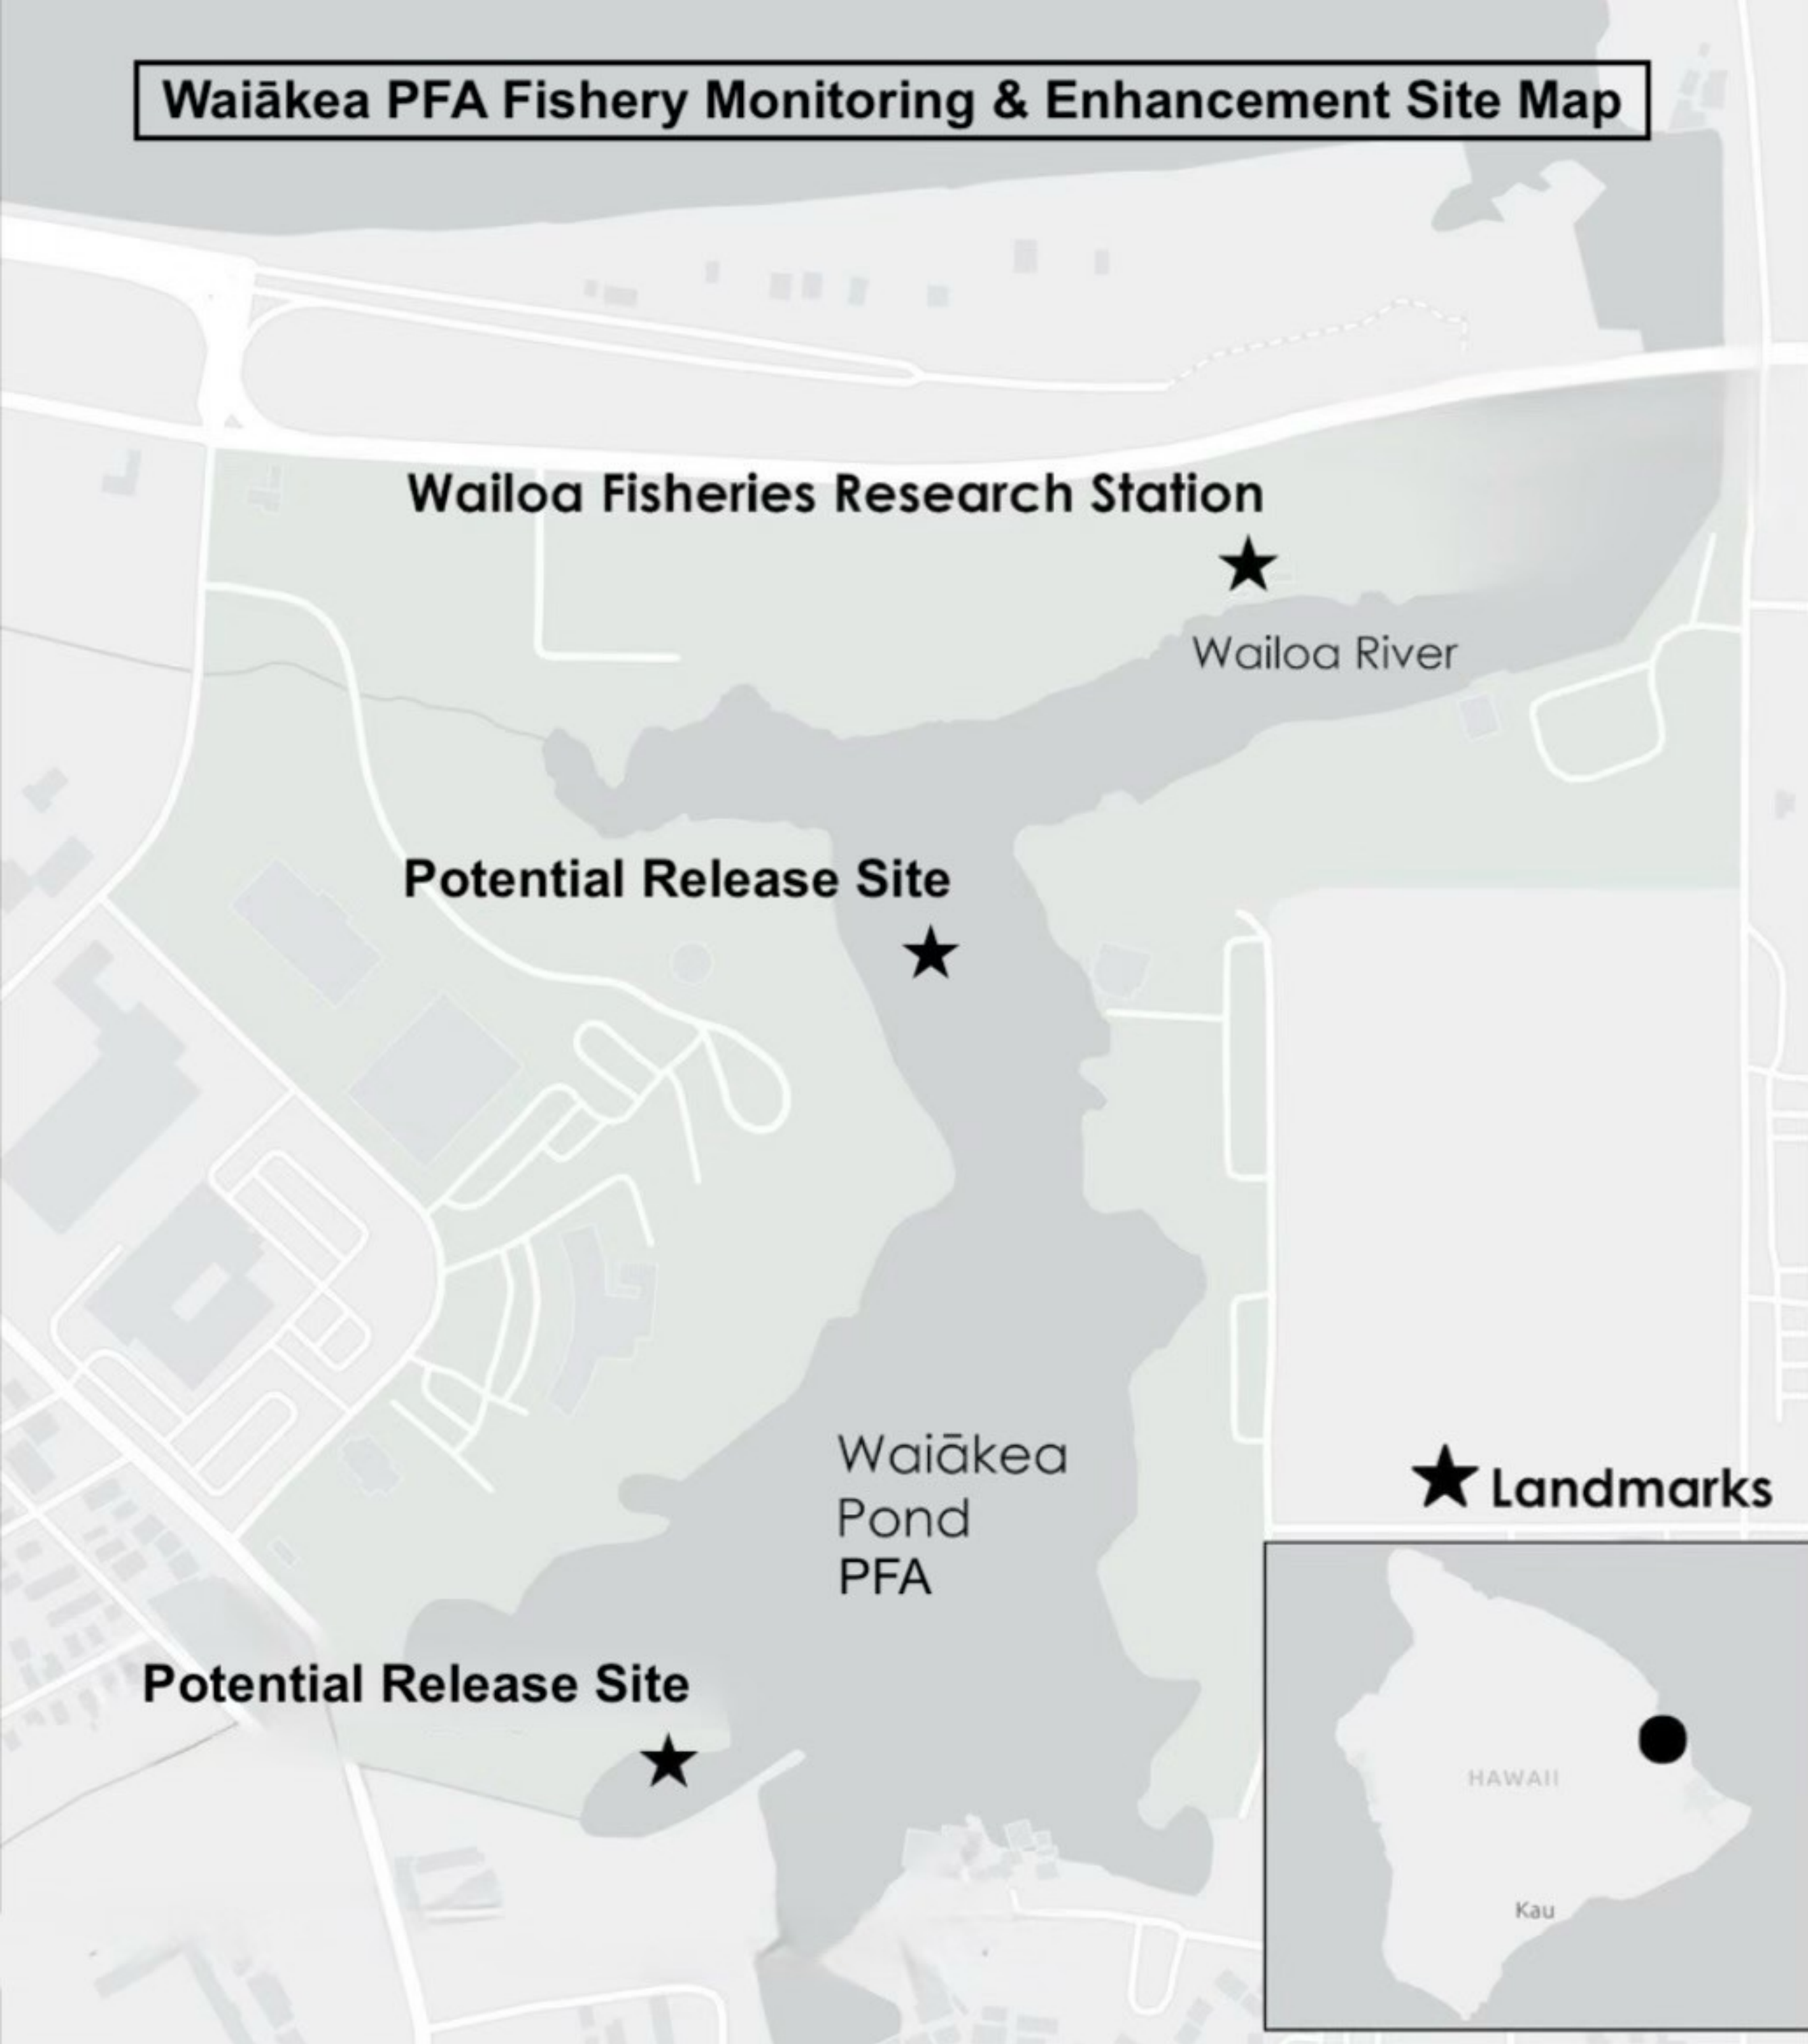 Waiākea PFA Fishery Monitoring & Enhancement Site Map
Wailoa Fisheries Research Station
Wailoa River
Potential Release Site
Waiākea
Pond
PFA
Landmarks
Potential Release Site
HAWAII
Kau